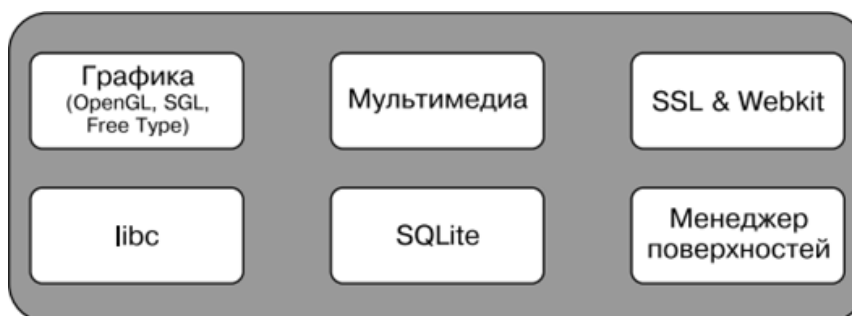 Графика
(OpenGL, SGL,
Free Type)
Мультимедиа
SSL & Webkit
libc
SQLite
Менеджер
поверхностей